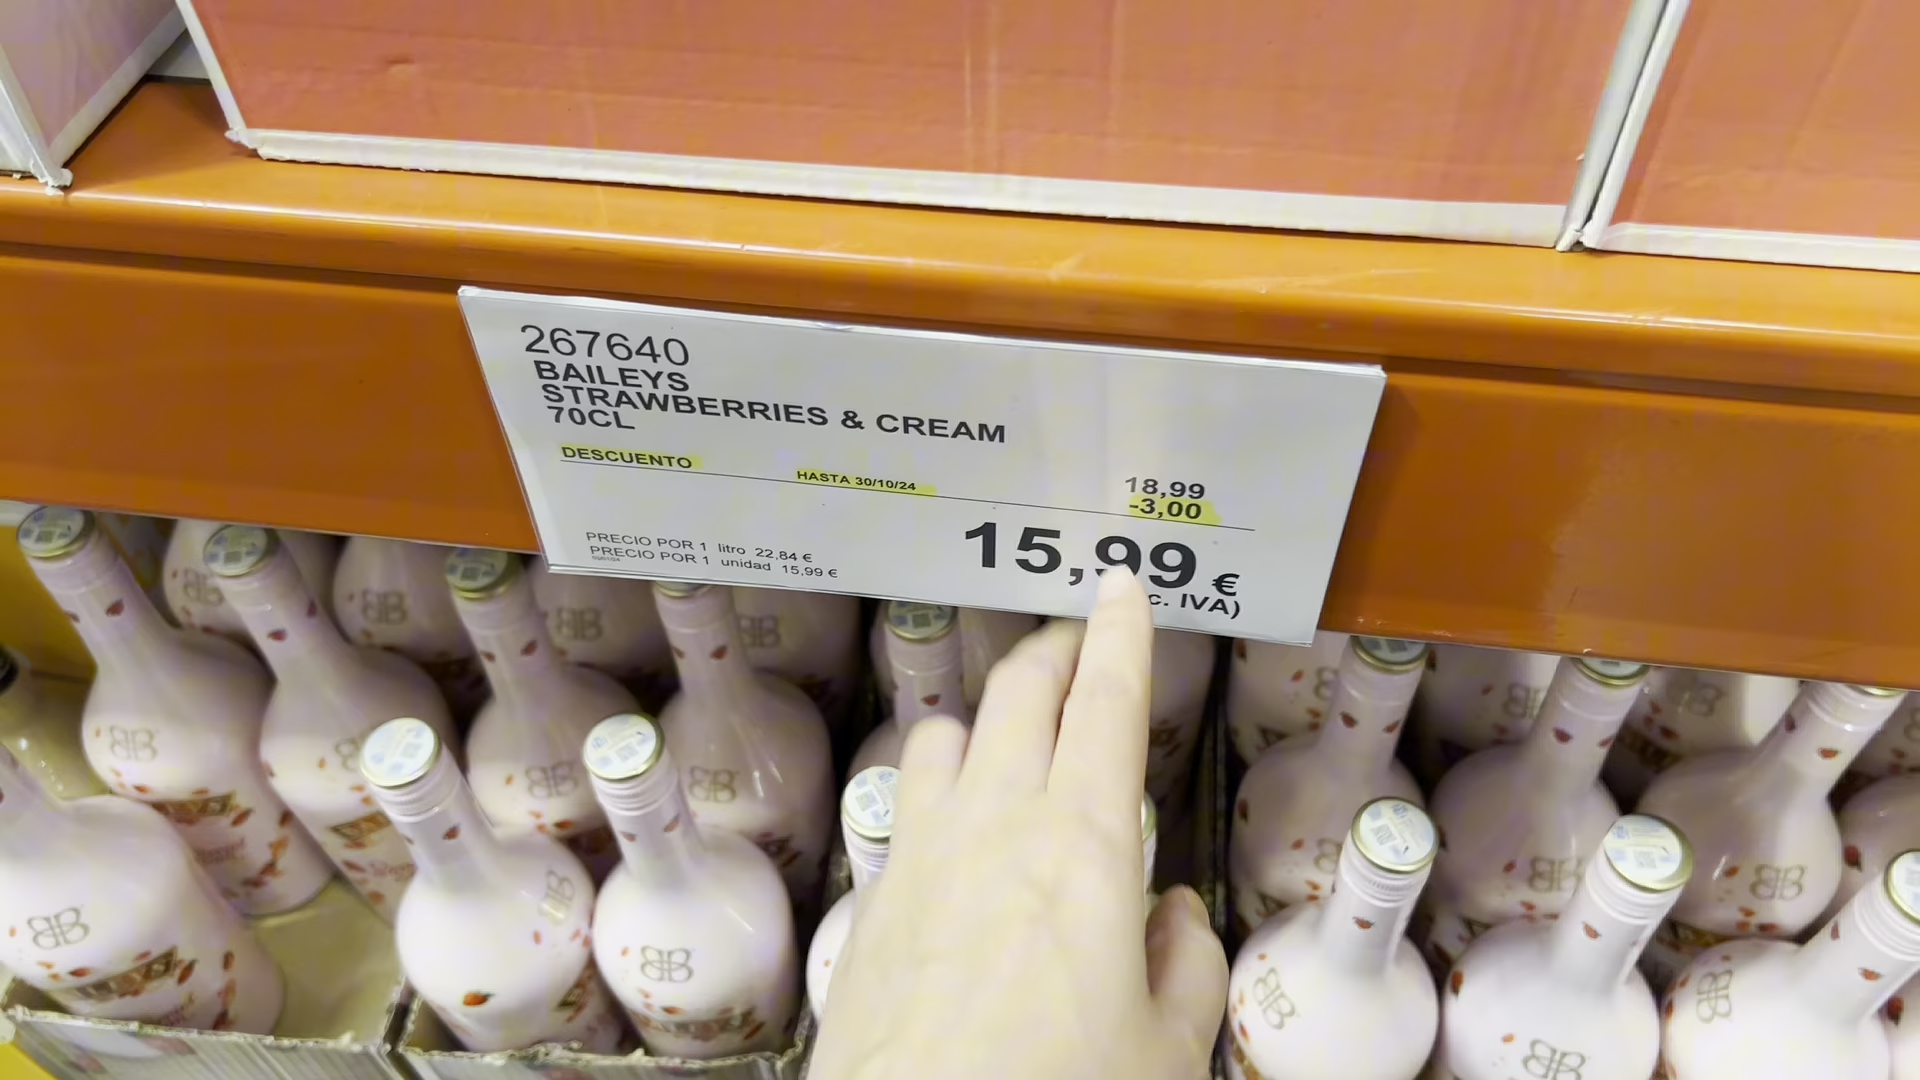 267640
BAILEYS
STRAWBERRIES & CREAM
70CL
DESCUENTO
HASTA 30/10/24
18,99
-3,00
15,99 €
c. IVA)
PRECIO POR 1 litro 22,84 €
PRECIO POR 1 unidad 15,99 €